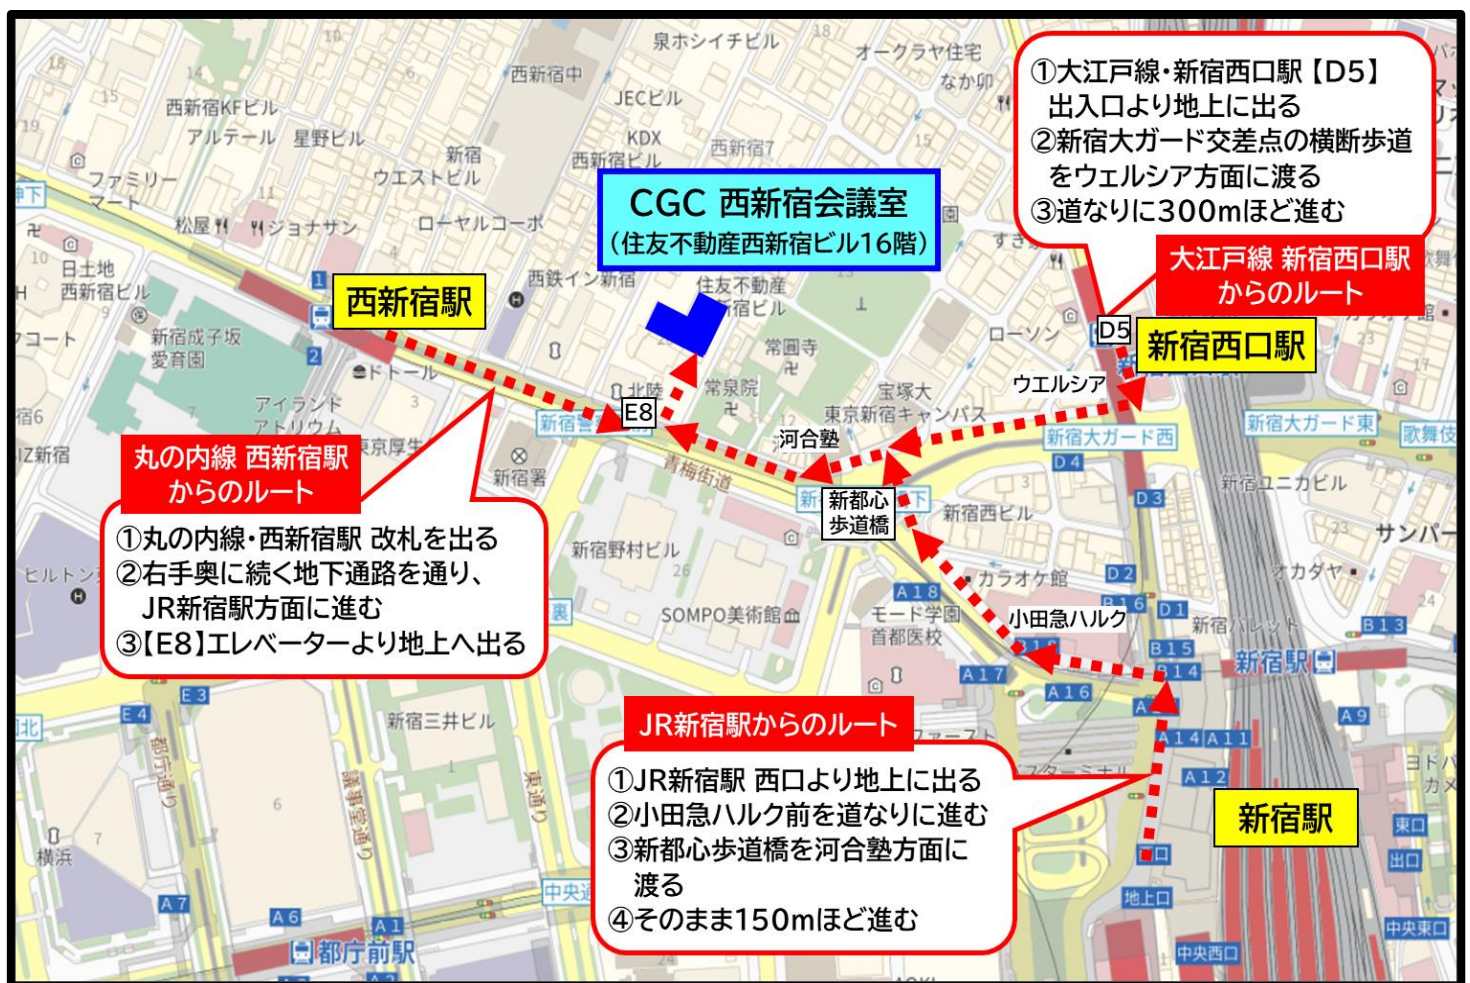 泉ホシイチビル
オークラヤ住宅
なか卯
西新宿中
JECビル
西新宿KFビル
アルテール
星野ビル
新宿
ウエストビル
KDX
西新宿ビル
西新宿7
ファミリー
マート
松屋
ジョナサン
ローヤルコーポ
日土地
西新宿ビル
西鉄イン新宿
新宿成子坂
愛育園
ドトール
アイランド
アトリウム
新宿署
北陸
常泉院
常圓寺
住友不動産
宿ビル
宝塚大
東京新宿キャンパス
ローソン
①大江戸線・新宿西口駅【D5】
出入口より地上に出る
②新宿大ガード交差点の横断歩道
をウェルシア方面に渡る
③道なりに300mほど進む
大江戸線 新宿西口駅
からのルート
CGC 西新宿会議室
(住友不動産西新宿ビル16階)
西新宿駅
D5
新宿西口駅
ウエルシア
E8
河合塾
新都心
歩道橋
新宿大ガード西
新宿大ガード東
青梅街道
丸の内線 西新宿駅
からのルート
①丸の内線・西新宿駅 改札を出る
②右手奥に続く地下通路を通り、
JR新宿駅方面に進む
③【E8】エレベーターより地上へ出る
新宿野村ビル
26
SOMPO美術館
新宿西ビル
カラオケ館
モード学園
首都医校
小田急ハルク
新宿ユニカビル
オカダヤ
新宿パレット
新宿駅
D4
D3
D2
D1
B16
B15
B14
B13
A18
A17
A16
A14
A11
A12
A9
JR新宿駅からのルート
①JR新宿駅 西口より地上に出る
②小田急ハルク前を道なりに進む
③新都心歩道橋を河合塾方面に
渡る
④そのまま150mほど進む
新宿駅
東口
出口
地上口
中央西口
中央東口
新宿三井ビル
都庁通り
議事堂通り
東通り
E3
E4
横浜
A7
A6
A1
都庁前駅